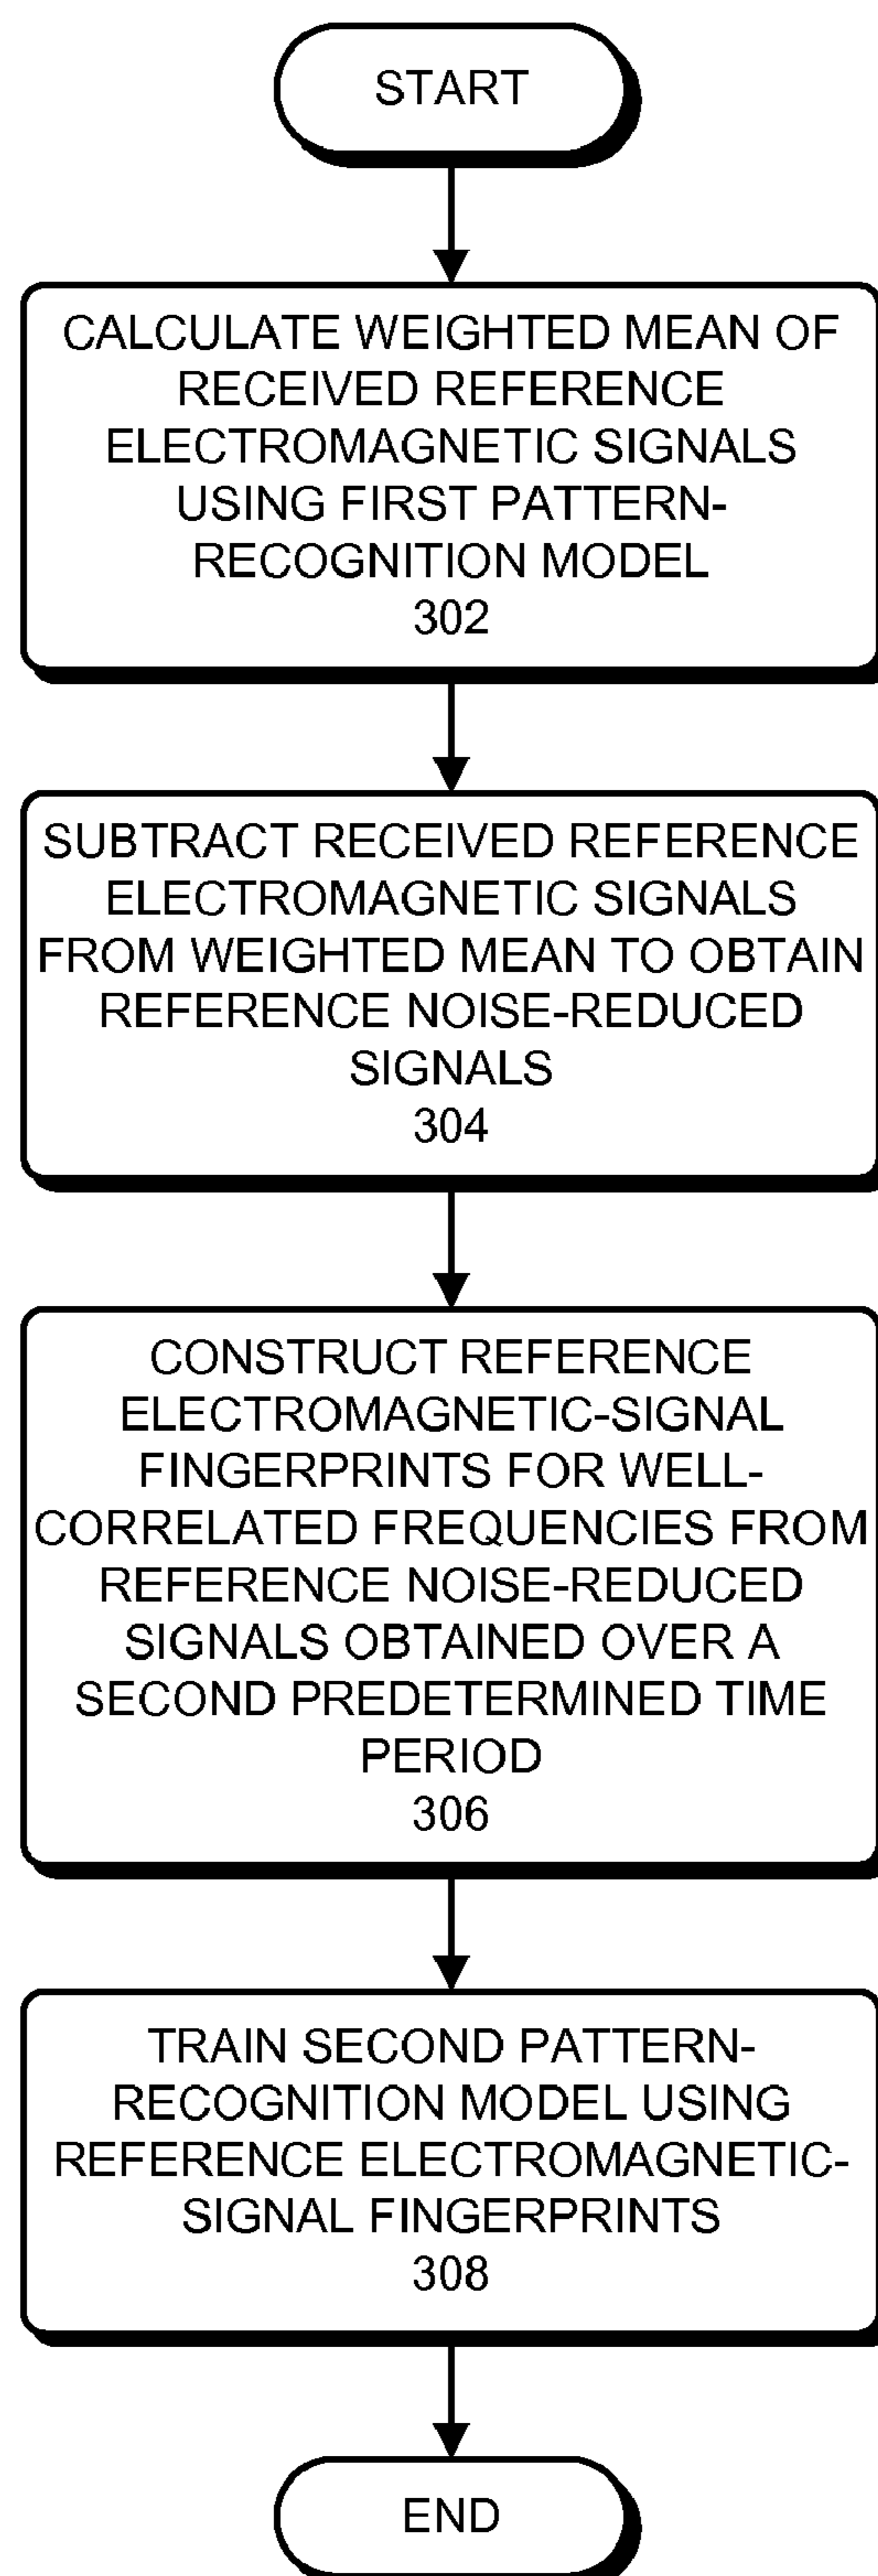 START
CALCULATE WEIGHTED MEAN OF
RECEIVED REFERENCE
ELECTROMAGNETIC SIGNALS
USING FIRST PATTERN-
RECOGNITION MODEL
302
SUBTRACT RECEIVED REFERENCE
ELECTROMAGNETIC SIGNALS
FROM WEIGHTED MEAN TO OBTAIN
REFERENCE NOISE-REDUCED
SIGNALS
304
CONSTRUCT REFERENCE
ELECTROMAGNETIC-SIGNAL
FINGERPRINTS FOR WELL-
CORRELATED FREQUENCIES FROM
REFERENCE NOISE-REDUCED
SIGNALS OBTAINED OVER A
SECOND PREDETERMINED TIME
PERIOD
306
TRAIN SECOND PATTERN-
RECOGNITION MODEL USING
REFERENCE ELECTROMAGNETIC-
SIGNAL FINGERPRINTS
308
END